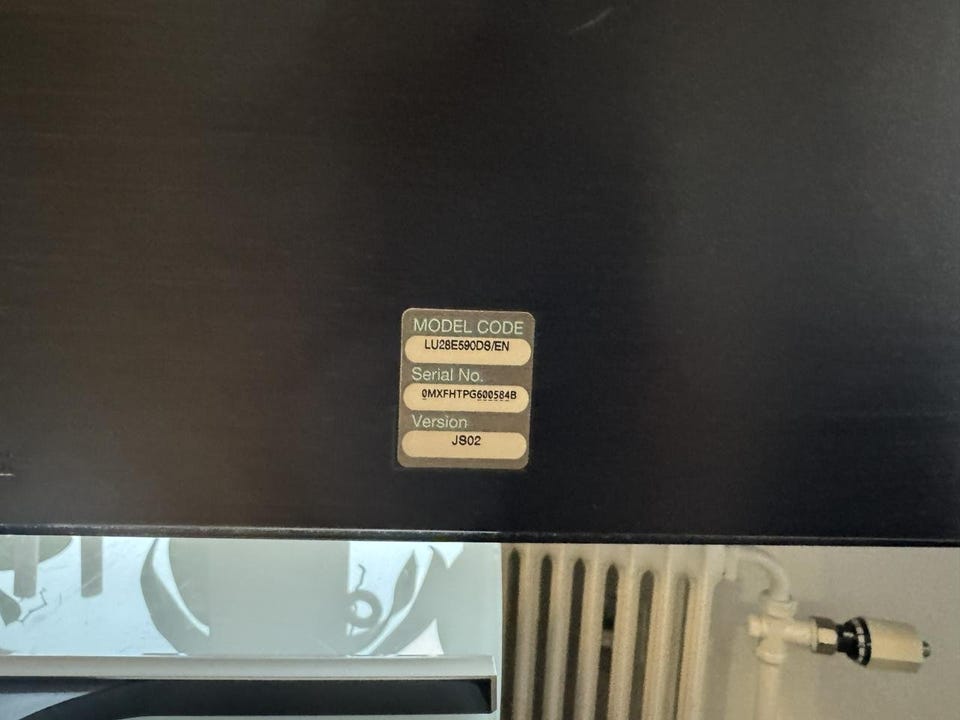 MODEL CODE
LU28E590DS/EN
Serial No.
0MXFHTPG600584B
Version
JS02